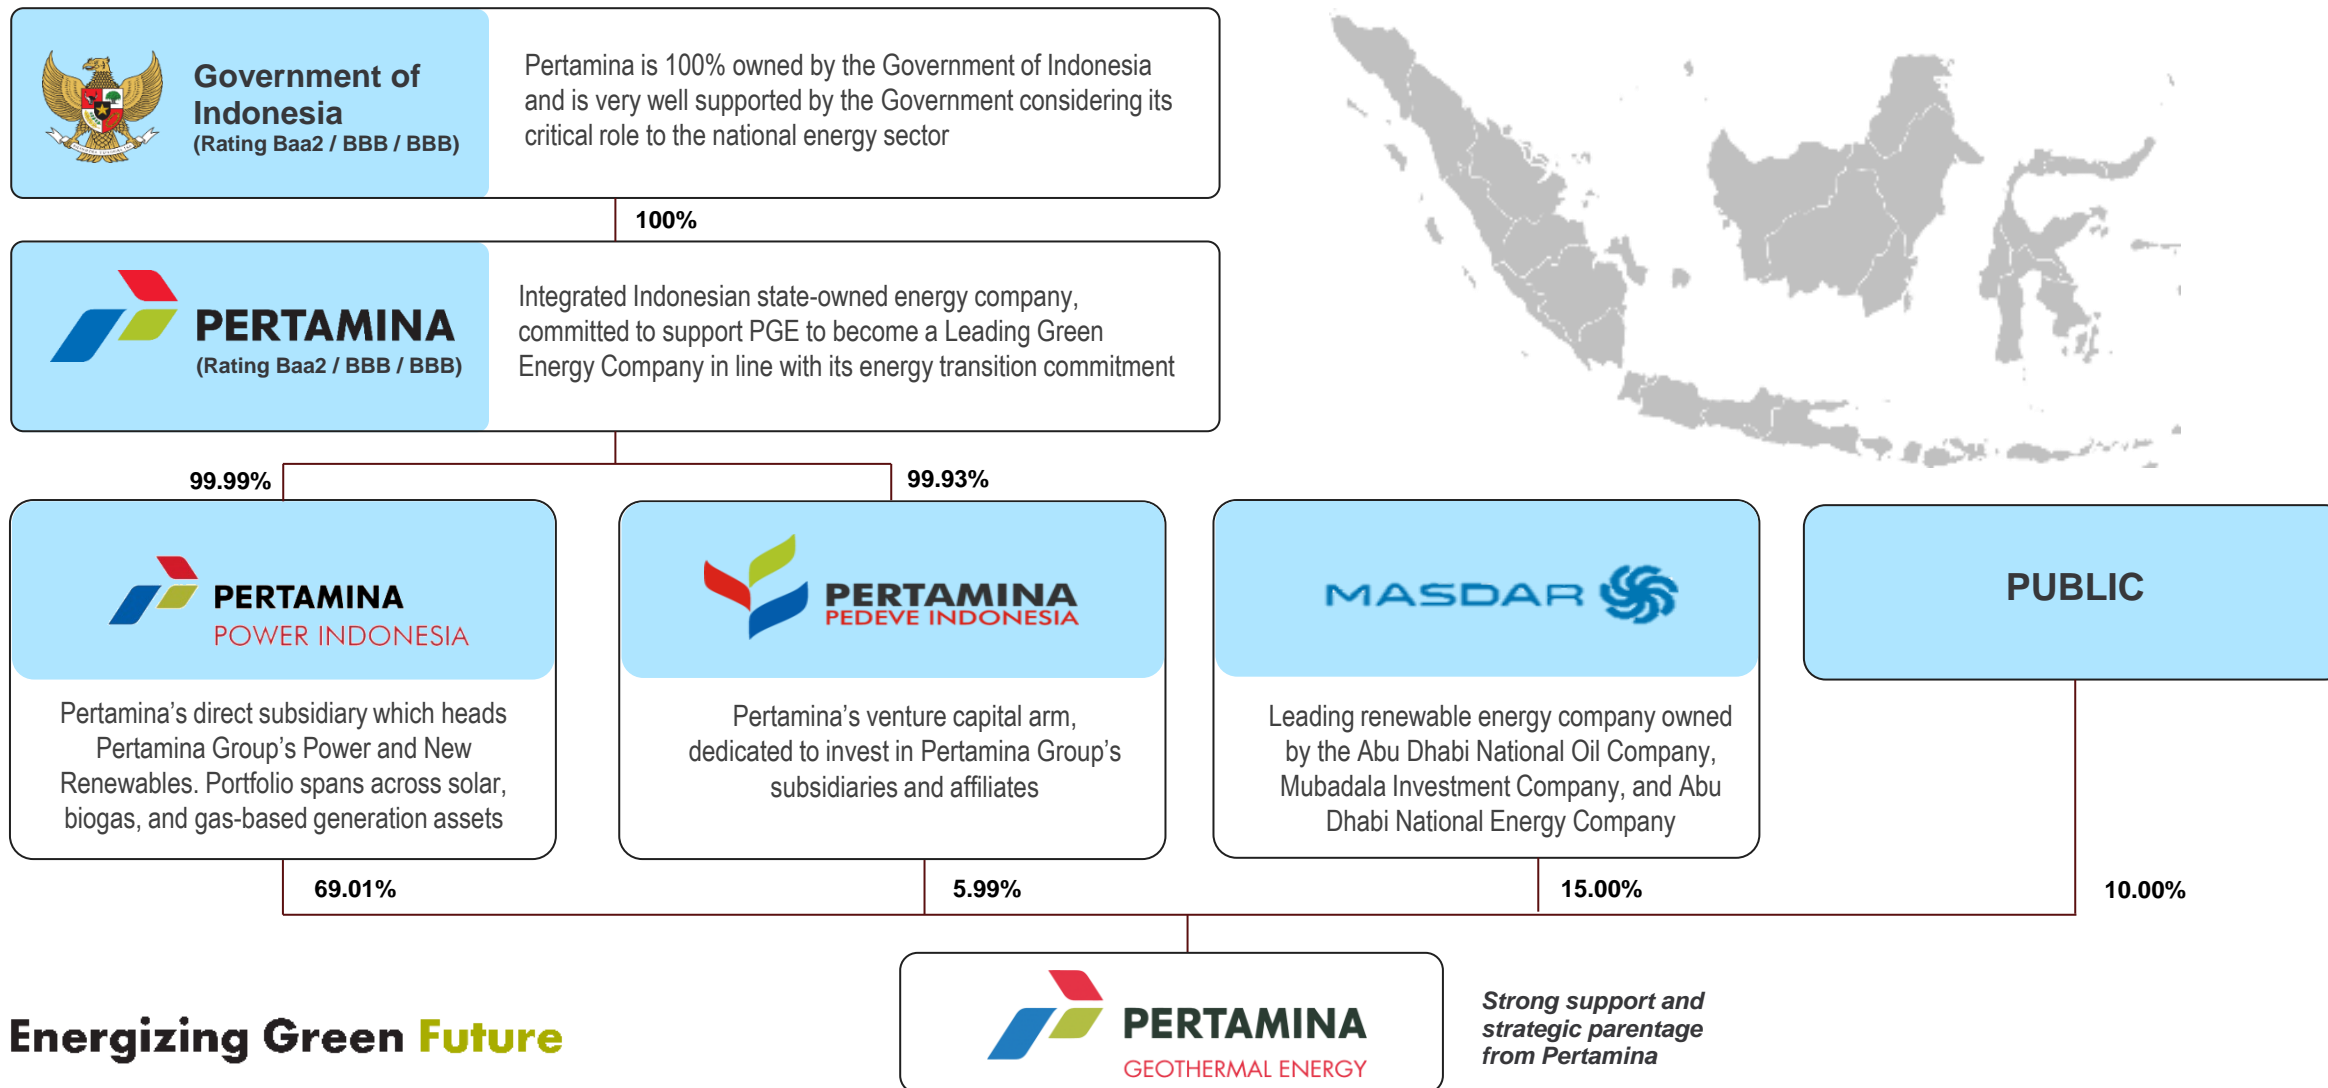 Government of
Indonesia
(Rating Baa2 / BBB / BBB)
Pertamina is 100% owned by the Government of Indonesia
and is very well supported by the Government considering its
critical role to the national energy sector
100%
PERTAMINA
(Rating Baa2 / BBB / BBB)
Integrated Indonesian state-owned energy company,
committed to support PGE to become a Leading Green
Energy Company in line with its energy transition commitment
99.99%
99.93%
PERTAMINA
POWER INDONESIA
Pertamina’s direct subsidiary which heads
Pertamina Group’s Power and New
Renewables. Portfolio spans across solar,
biogas, and gas-based generation assets
PERTAMINA
PEDEVE INDONESIA
Pertamina’s venture capital arm,
dedicated to invest in Pertamina Group’s
subsidiaries and affiliates
MASDAR
Leading renewable energy company owned
by the Abu Dhabi National Oil Company,
Mubadala Investment Company, and Abu
Dhabi National Energy Company
PUBLIC
69.01%
5.99%
15.00%
10.00%
PERTAMINA
GEOTHERMAL ENERGY
Strong support and
strategic parentage
from Pertamina
Energizing Green Future